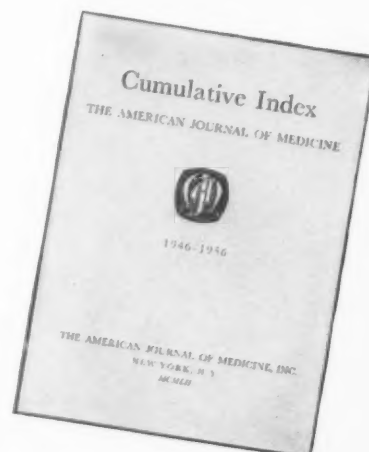 Cumulative Index
THE AMERICAN JOURNAL OF MEDICINE
1946-1956
THE AMERICAN JOURNAL OF MEDICINE, INC.
NEW YORK, N.Y.